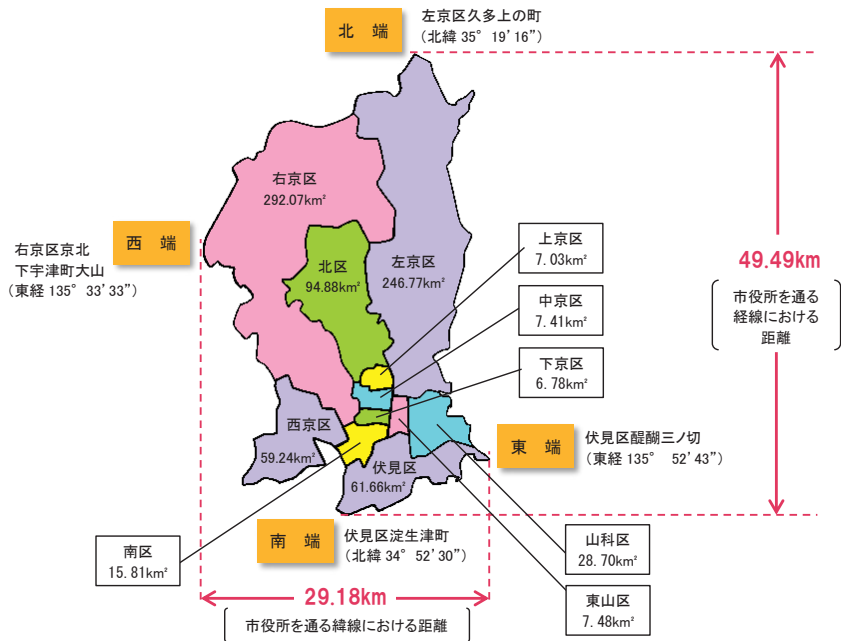 北 端
左京区久多上の町
（北緯 35° 19’16”）
右京区
292.07km²
西 端
右京区京北
下宇津町大山
（東経 135° 33’33”）
北区
94.88km²
左京区
246.77km²
上京区
7.03km²
中京区
7.41km²
下京区
6.78km²
49.49km
市役所を通る
経線における
距離
西京区
59.24km²
伏見区
61.66km²
東 端
伏見区醍醐三ノ切
（東経 135° 52’43”）
南 端
伏見区淀生津町
（北緯 34° 52’30”）
南区
15.81km²
山科区
28.70km²
東山区
7.48km²
29.18km
市役所を通る緯線における距離